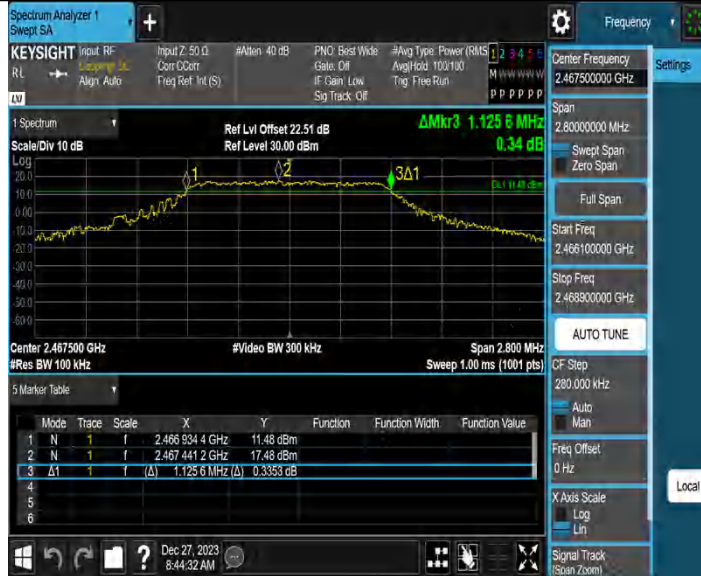 Spectrum Analyzer 1
Swept SA
+
Frequency
KEYSIGHT Input: RF Input Z: 50 Ω #Atten: 40 dB PNO: Best Wide #Avg Type: Power (RMS 1 2 3 4 5 6
RL Corr CCorr Gate: Off Avg|Hold: 100/100 M W W W W W
Align: Auto Freq Ref: Int (S) IF Gain: Low Trig: Free Run
Sig Track: Off P P P P P P
LXI
1 Spectrum
Ref Lvl Offset 22.51 dB
ΔMkr3 1.125 6 MHz
Scale/Div 10 dB
Ref Level 30.00 dBm
0.34 dB
Log
20.0
10.0
0.00
-10.0
-20.0
-30.0
-40.0
-50.0
-60.0
1
2
3Δ1
DL1 11.48 dBm
Center 2.467500 GHz #Video BW 300 kHz Span 2.800 MHz
#Res BW 100 kHz Sweep 1.00 ms (1001 pts)
5 Marker Table
Mode Trace Scale X Y Function Function Width Function Value
1 N 1 f 2.466 934 4 GHz 11.48 dBm
2 N 1 f 2.467 441 2 GHz 17.48 dBm
3 Δ1 1 f (Δ) 1.125 6 MHz (Δ) 0.3353 dB
4
5
6
?
Dec 27, 2023
8:44:32 AM
Center Frequency
2.467500000 GHz
Span
2.80000000 MHz
Swept Span
Zero Span
Full Span
Start Freq
2.466100000 GHz
Stop Freq
2.468900000 GHz
AUTO TUNE
CF Step
280.000 kHz
Auto
Man
Freq Offset
0 Hz
X Axis Scale
Log
Lin
Signal Track
(Span Zoom)
Settings
Local